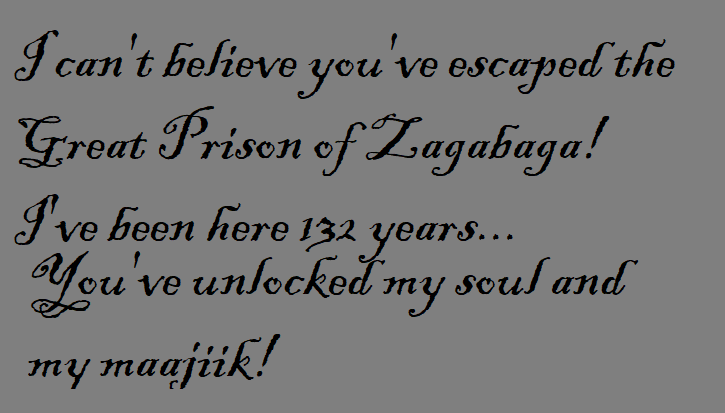 I can't believe you've escaped the
Great Prison of Zagabaga!
I've been here 132 years...
You've unlocked my soul and
my maajiik!